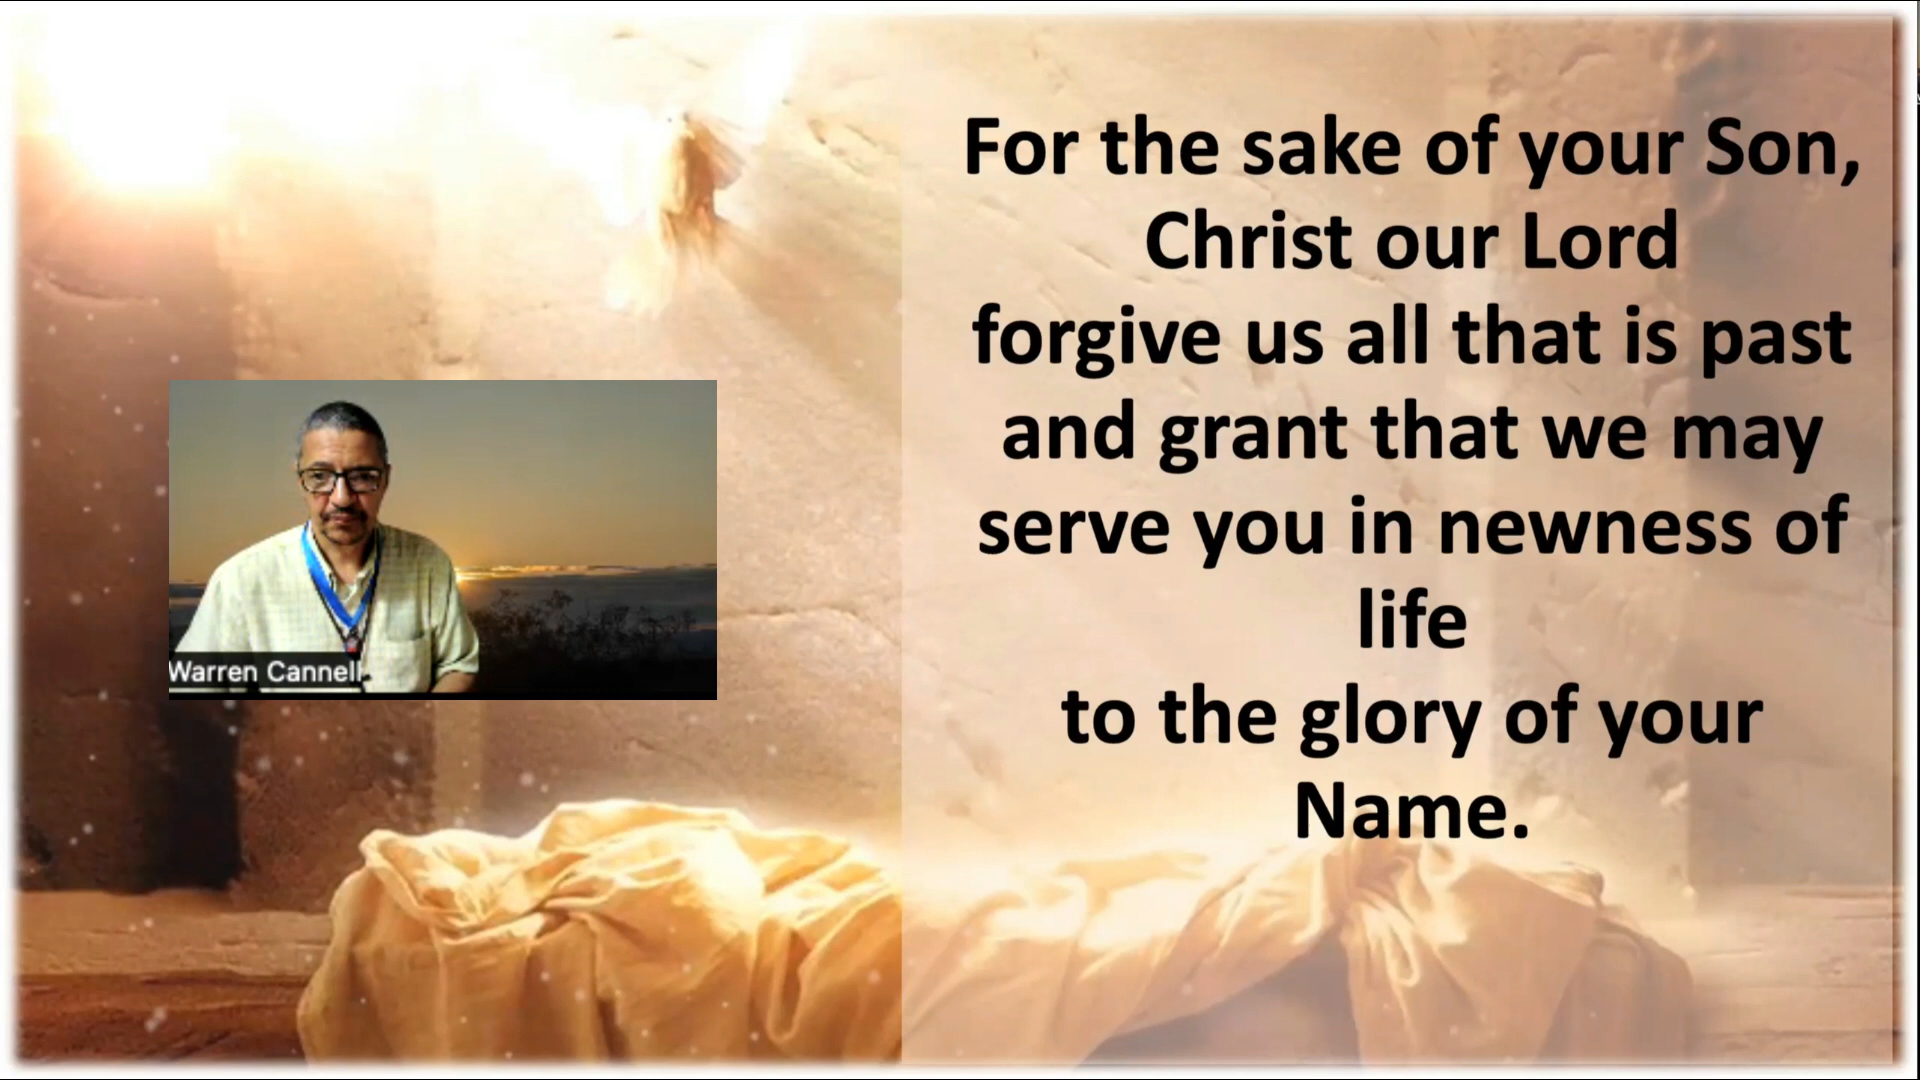 For the sake of your Son,
Christ our Lord
forgive us all that is past
and grant that we may
serve you in newness of
life
to the glory of your
Name.
Warren Cannell